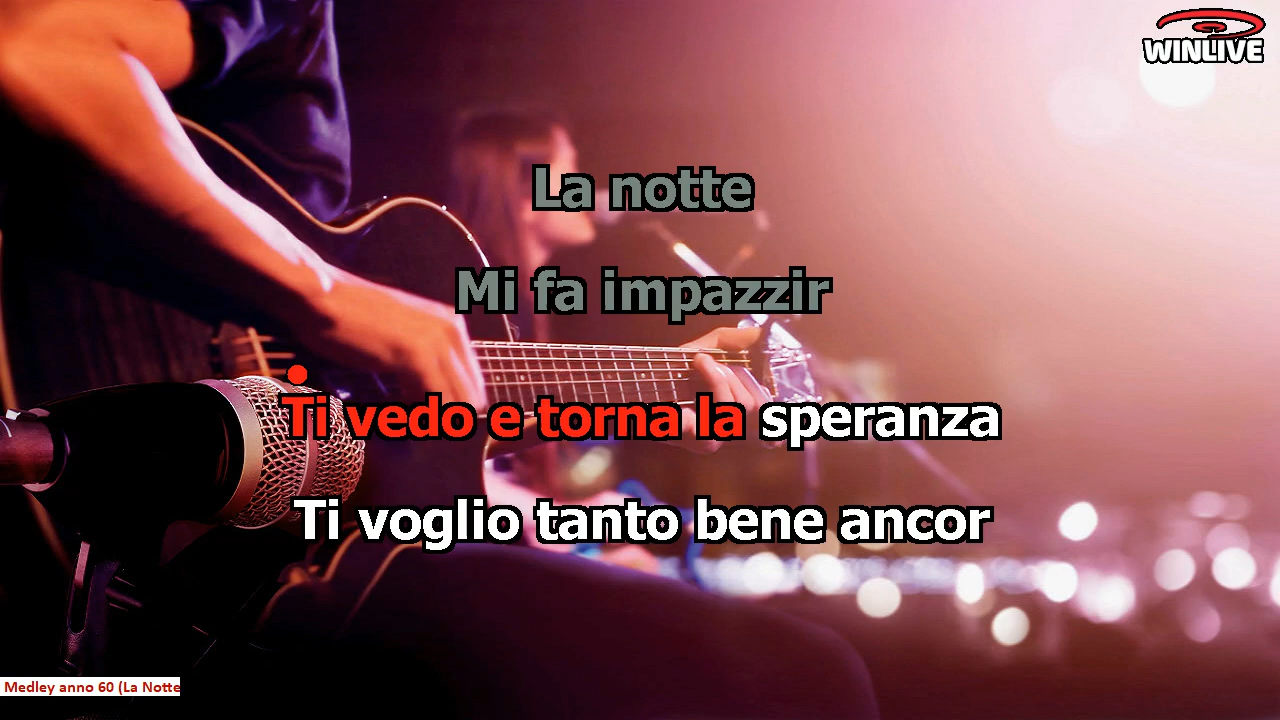 WINLIVE
La notte
Mi fa impazzir
Ti vedo e torna la speranza
Ti voglio tanto bene ancor
Medley anno 60 (La Notte